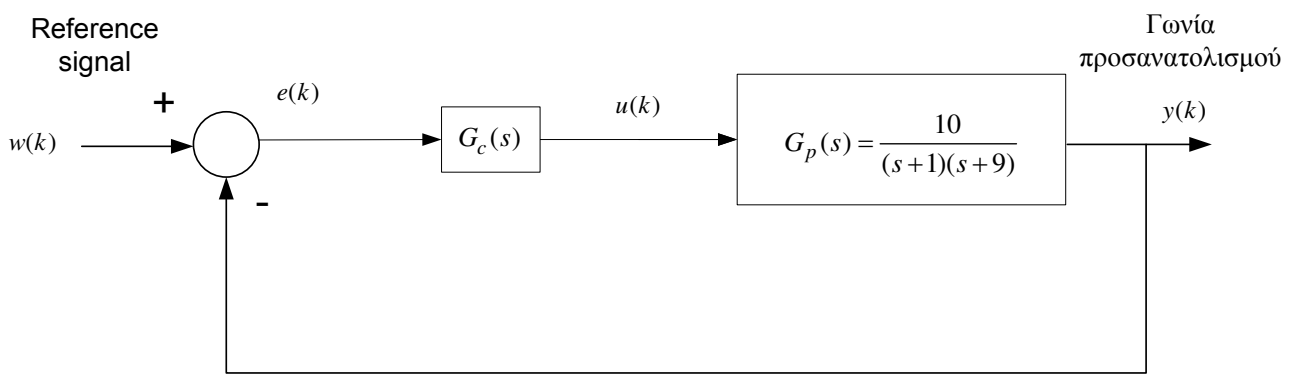 Reference
signal
Γωνία
προσανατολισμού
+
e(k)
u(k)
y(k)
w(k)
G_c(s)
G_p(s) = 10 / ((s+1)(s+9))
-